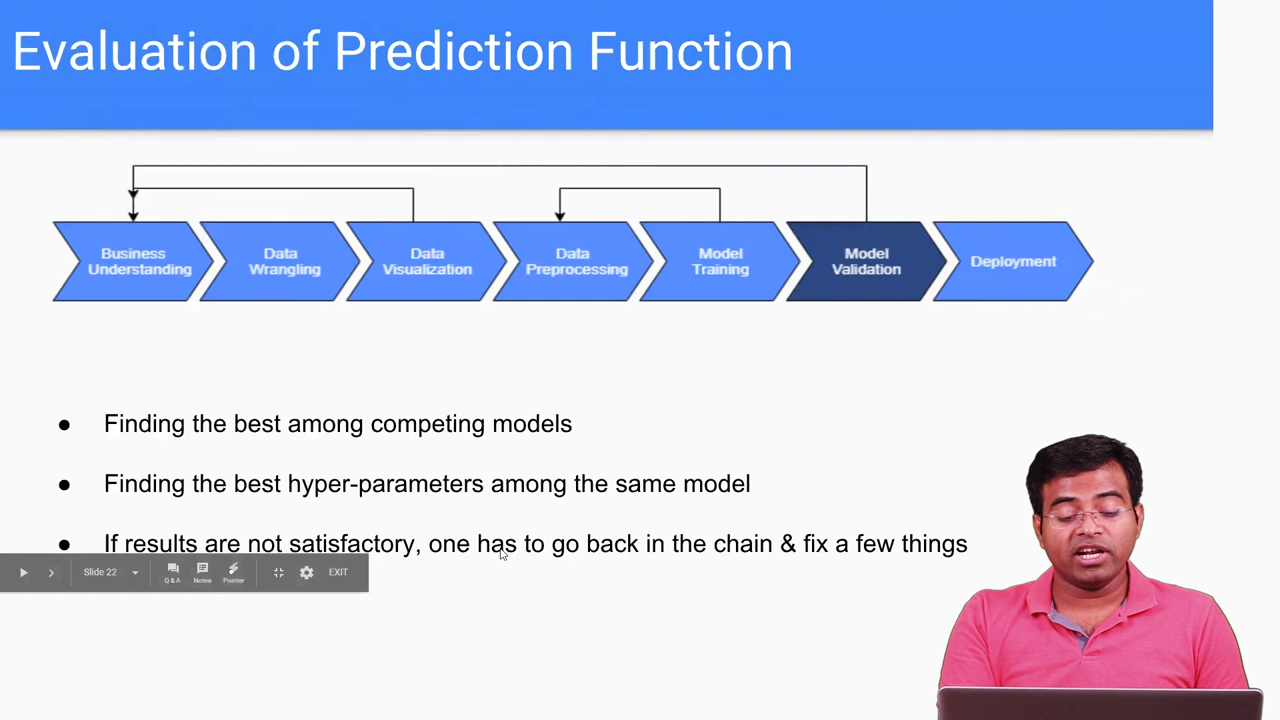 Evaluation of Prediction Function
Business
Understanding
Data
Wrangling
Data
Visualization
Data
Preprocessing
Model
Training
Model
Validation
Deployment
● Finding the best among competing models
● Finding the best hyper-parameters among the same model
● If results are not satisfactory, one has to go back in the chain & fix a few things
Slide 22
Q & A
Notes
Pointer
EXIT